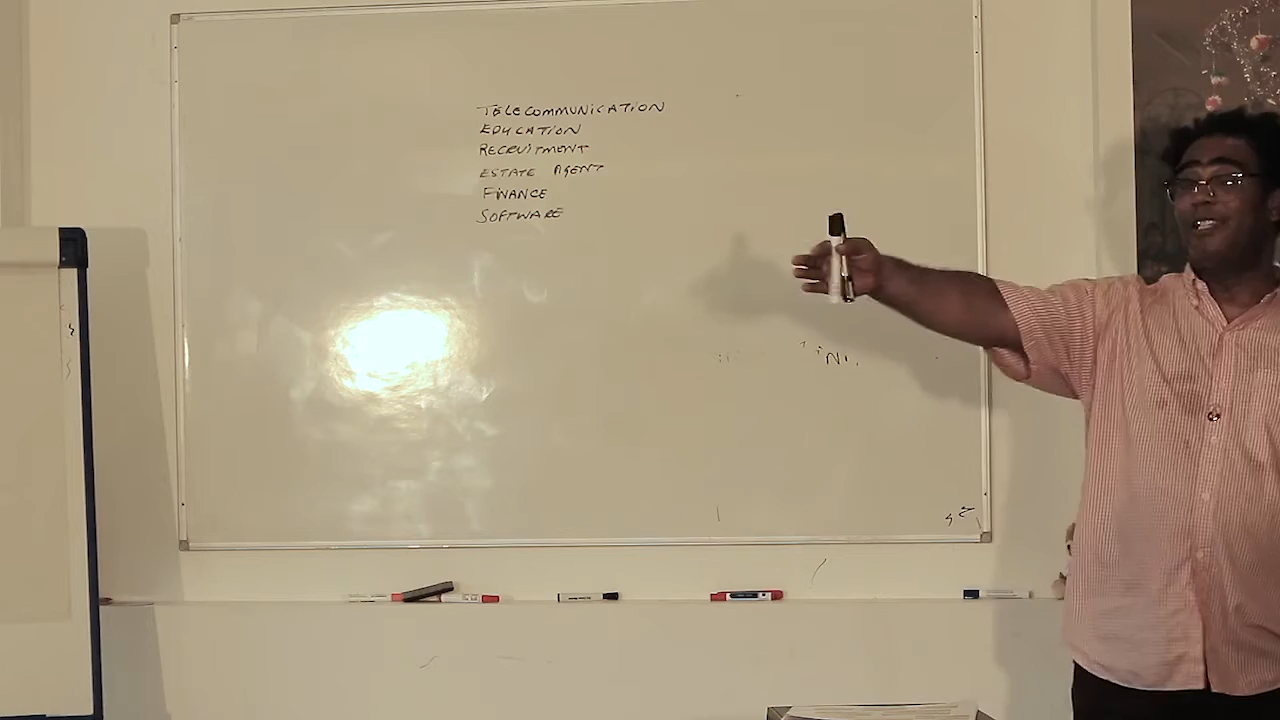 TELECOMMUNICATION
EDUCATION
RECRUITMENT
ESTATE AGENT
FINANCE
SOFTWARE